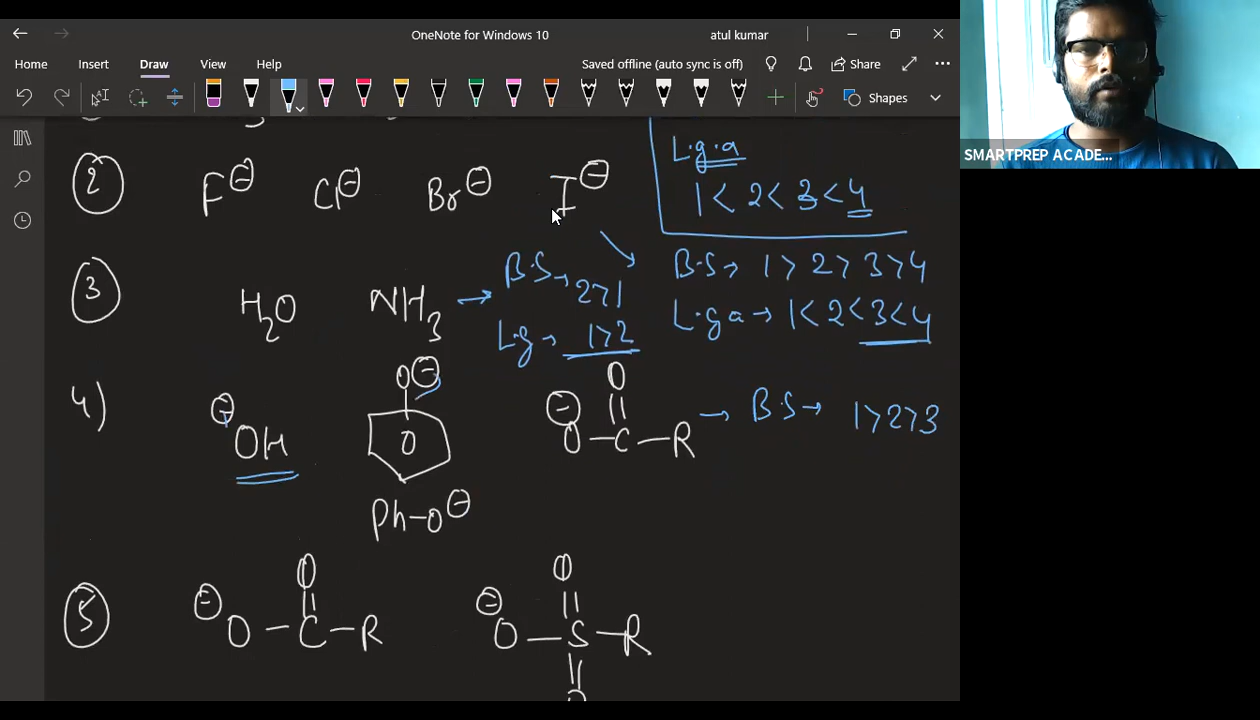 OneNote for Windows 10
atul kumar
Home Insert Draw View Help
Saved offline (auto sync is off)
Share
Shapes
SMARTPREP ACADE...
L.g.a
1 < 2 < 3 < 4
② F⊖ Cl⊖ Br⊖ I⊖
B.S → 1 > 2 > 3 > 4
L.g a → 1 < 2 < 3 < 4
③ H2O NH3 → B.S → 2 > 1
L.g → 1 > 2
4) ⊖OH O⊖ O
⊖O – C – R → B.S → 1 > 2 > 3
Ph–O⊖
⑤ O O
⊖O – C – R ⊖O – S – R
O